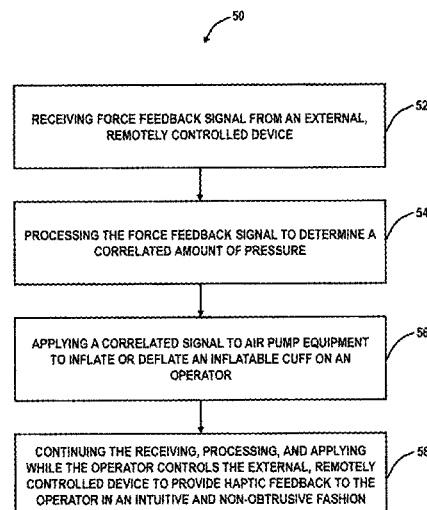 50
RECEIVING FORCE FEEDBACK SIGNAL FROM AN EXTERNAL,
REMOTELY CONTROLLED DEVICE
52
PROCESSING THE FORCE FEEDBACK SIGNAL TO DETERMINE A
CORRELATED AMOUNT OF PRESSURE
54
APPLYING A CORRELATED SIGNAL TO AIR PUMP EQUIPMENT
TO INFLATE OR DEFLATE AN INFLATABLE CUFF ON AN
OPERATOR
56
CONTINUING THE RECEIVING, PROCESSING, AND APPLYING
WHILE THE OPERATOR CONTROLS THE EXTERNAL, REMOTELY
CONTROLLED DEVICE TO PROVIDE HAPTIC FEEDBACK TO THE
OPERATOR IN AN INTUITIVE AND NON-OBTRUSIVE FASHION
58